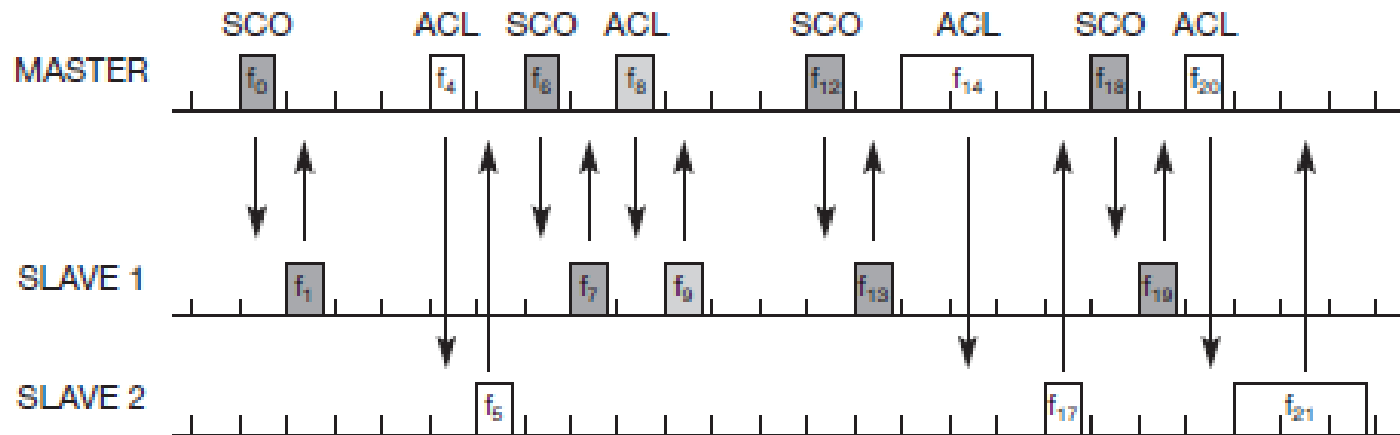 SCO ACL SCO ACL SCO ACL SCO ACL
MASTER f₀ f₄ f₆ f₈ f₁₂ f₁₄ f₁₈ f₂₀
SLAVE 1 f₁ f₇ f₉ f₁₃ f₁₉
SLAVE 2 f₅ f₁₇ f₂₁